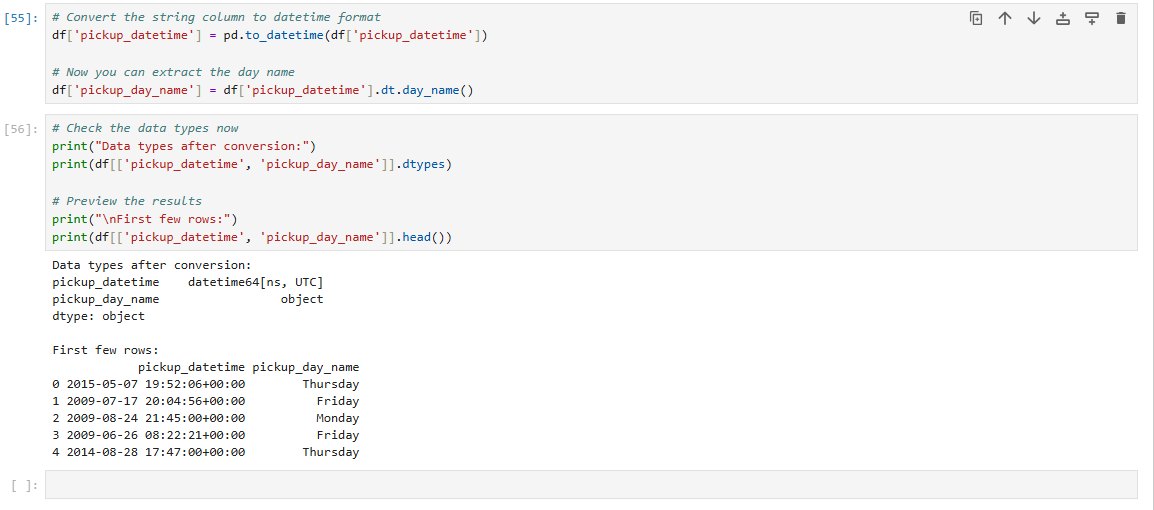 [55]: # Convert the string column to datetime format
df['pickup_datetime'] = pd.to_datetime(df['pickup_datetime'])
# Now you can extract the day name
df['pickup_day_name'] = df['pickup_datetime'].dt.day_name()
[56]: # Check the data types now
print("Data types after conversion:")
print(df[['pickup_datetime', 'pickup_day_name']].dtypes)
# Preview the results
print("\nFirst few rows:")
print(df[['pickup_datetime', 'pickup_day_name']].head())
Data types after conversion:
pickup_datetime    datetime64[ns, UTC]
pickup_day_name                 object
dtype: object
First few rows:
            pickup_datetime pickup_day_name
0 2015-05-07 19:52:06+00:00        Thursday
1 2009-07-17 20:04:56+00:00          Friday
2 2009-08-24 21:45:00+00:00          Monday
3 2009-06-26 08:22:21+00:00          Friday
4 2014-08-28 17:47:00+00:00        Thursday
[ ]: